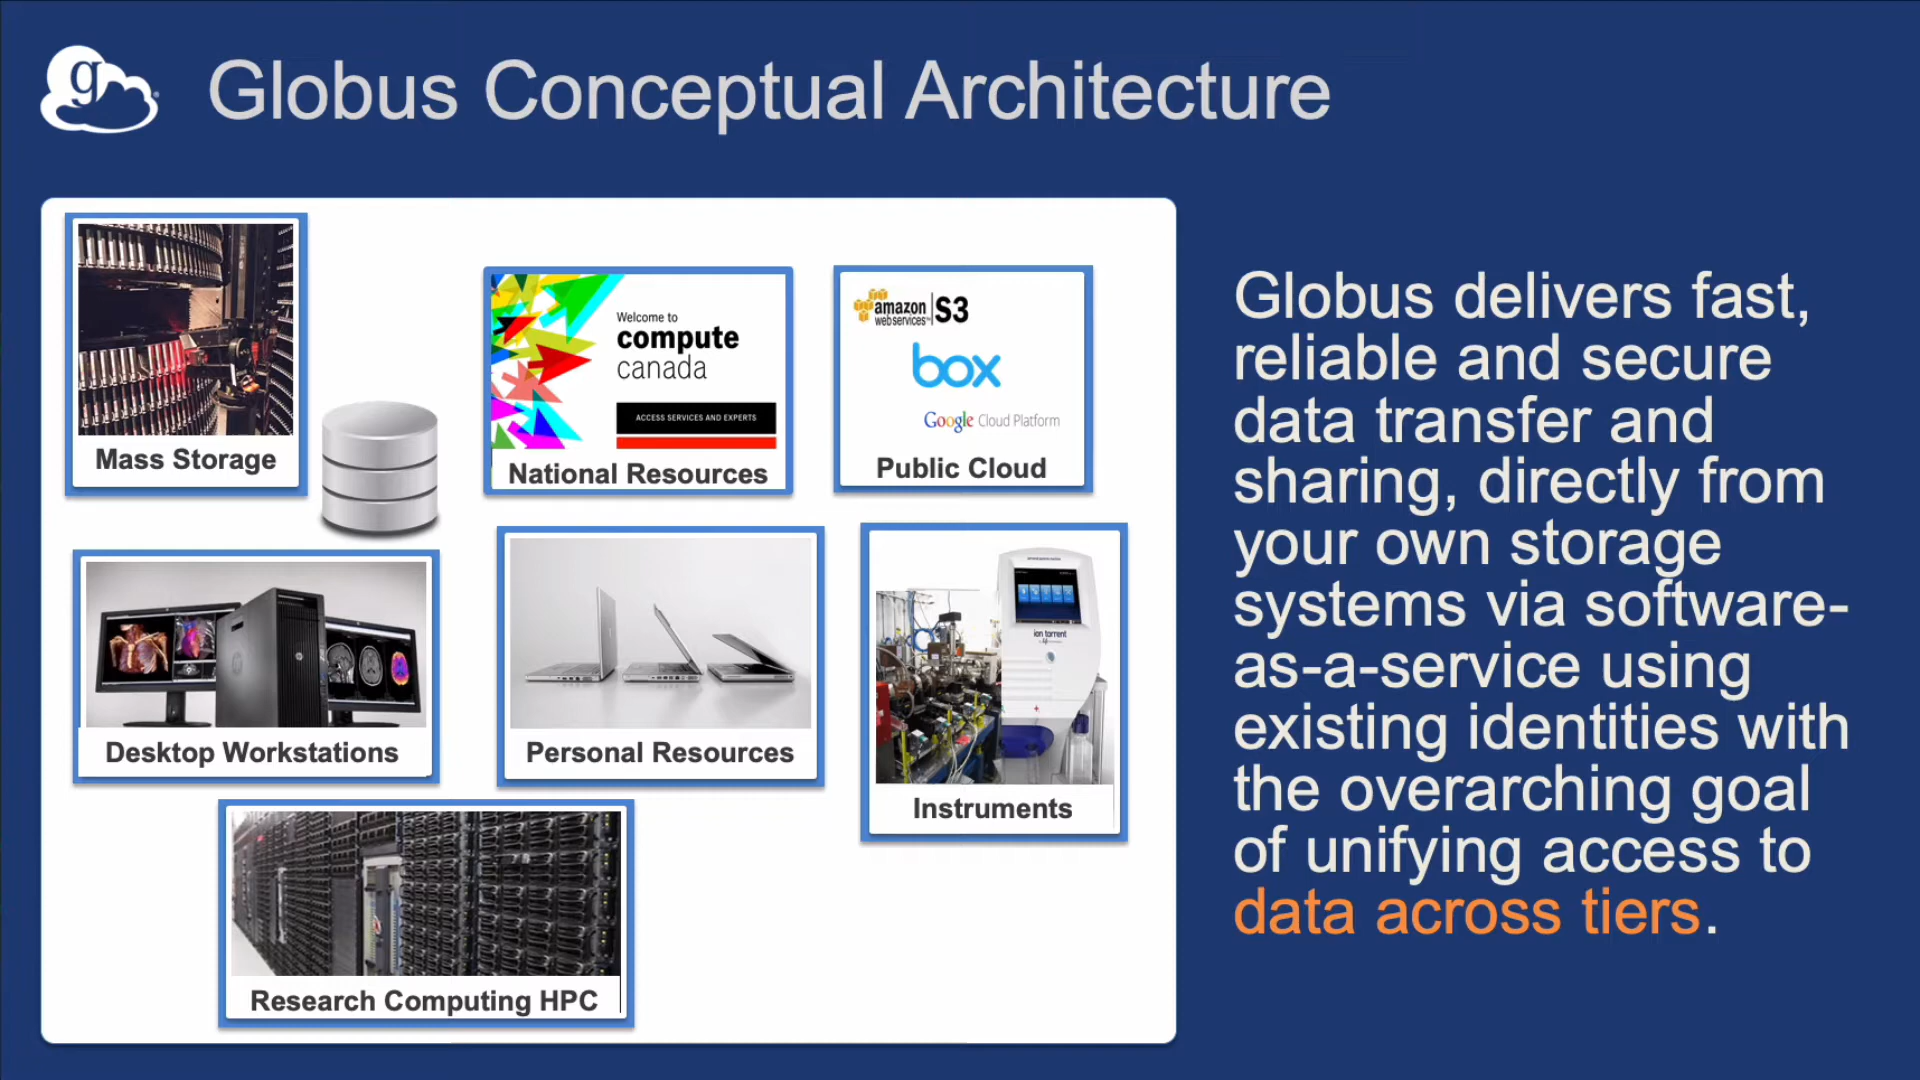 g
Globus Conceptual Architecture
Mass Storage
Welcome to
compute
canada
ACCESS SERVICES AND EXPERTS
National Resources
amazon
web services™
S3
box
Google Cloud Platform
Public Cloud
Desktop Workstations
Personal Resources
ion torrent
Instruments
Research Computing HPC
Globus delivers fast,
reliable and secure
data transfer and
sharing, directly from
your own storage
systems via software-
as-a-service using
existing identities with
the overarching goal
of unifying access to
data across tiers.